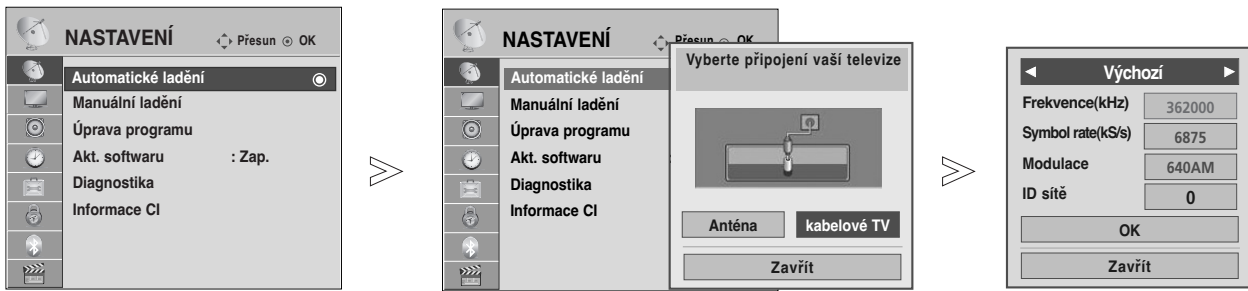 NASTAVENÍ Přesun OK
Automatické ladění
Manuální ladění
Úprava programu
Akt. softwaru : Zap.
Diagnostika
Informace CI
NASTAVENÍ Přesun OK
Automatické ladění
Manuální ladění
Úprava programu
Akt. softwaru :
Diagnostika
Informace CI
Vyberte připojení vaší televize
Anténa kabelové TV
Zavřít
Výchozí
Frekvence(kHz) 362000
Symbol rate(kS/s) 6875
Modulace 640AM
ID sítě 0
OK
Zavřít